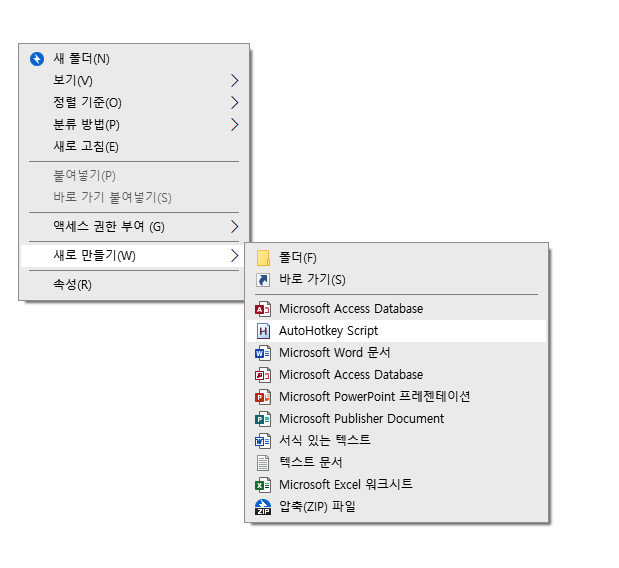 새 폴더(N)
보기(V)
정렬 기준(O)
분류 방법(P)
새로 고침(E)
붙여넣기(P)
바로 가기 붙여넣기(S)
액세스 권한 부여 (G)
새로 만들기(W)
속성(R)
폴더(F)
바로 가기(S)
Microsoft Access Database
AutoHotkey Script
Microsoft Word 문서
Microsoft Access Database
Microsoft PowerPoint 프레젠테이션
Microsoft Publisher Document
서식 있는 텍스트
텍스트 문서
Microsoft Excel 워크시트
압축(ZIP) 파일